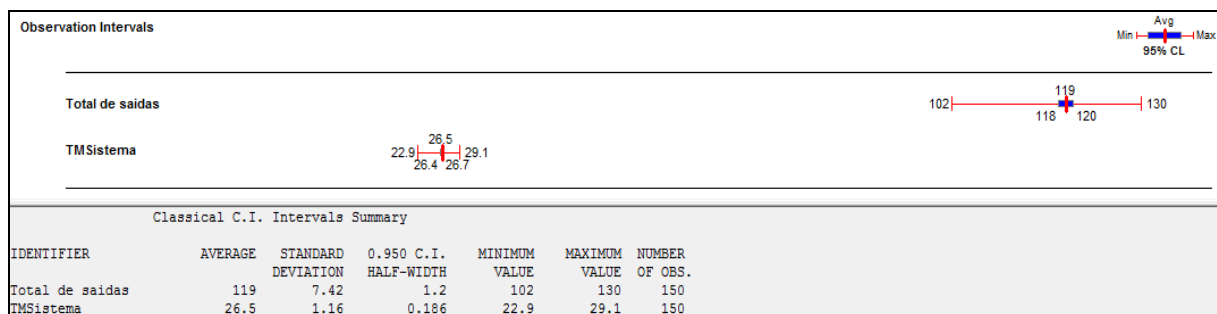 Observation Intervals
Avg
Min Max
95% CL
Total de saidas
119
102 130
118 120
TMSistema
26.5
22.9 29.1
26.4 26.7
Classical C.I. Intervals Summary
IDENTIFIER AVERAGE STANDARD 0.950 C.I. MINIMUM MAXIMUM NUMBER
DEVIATION HALF-WIDTH VALUE VALUE OF OBS.
Total de saidas 119 7.42 1.2 102 130 150
TMSistema 26.5 1.16 0.186 22.9 29.1 150